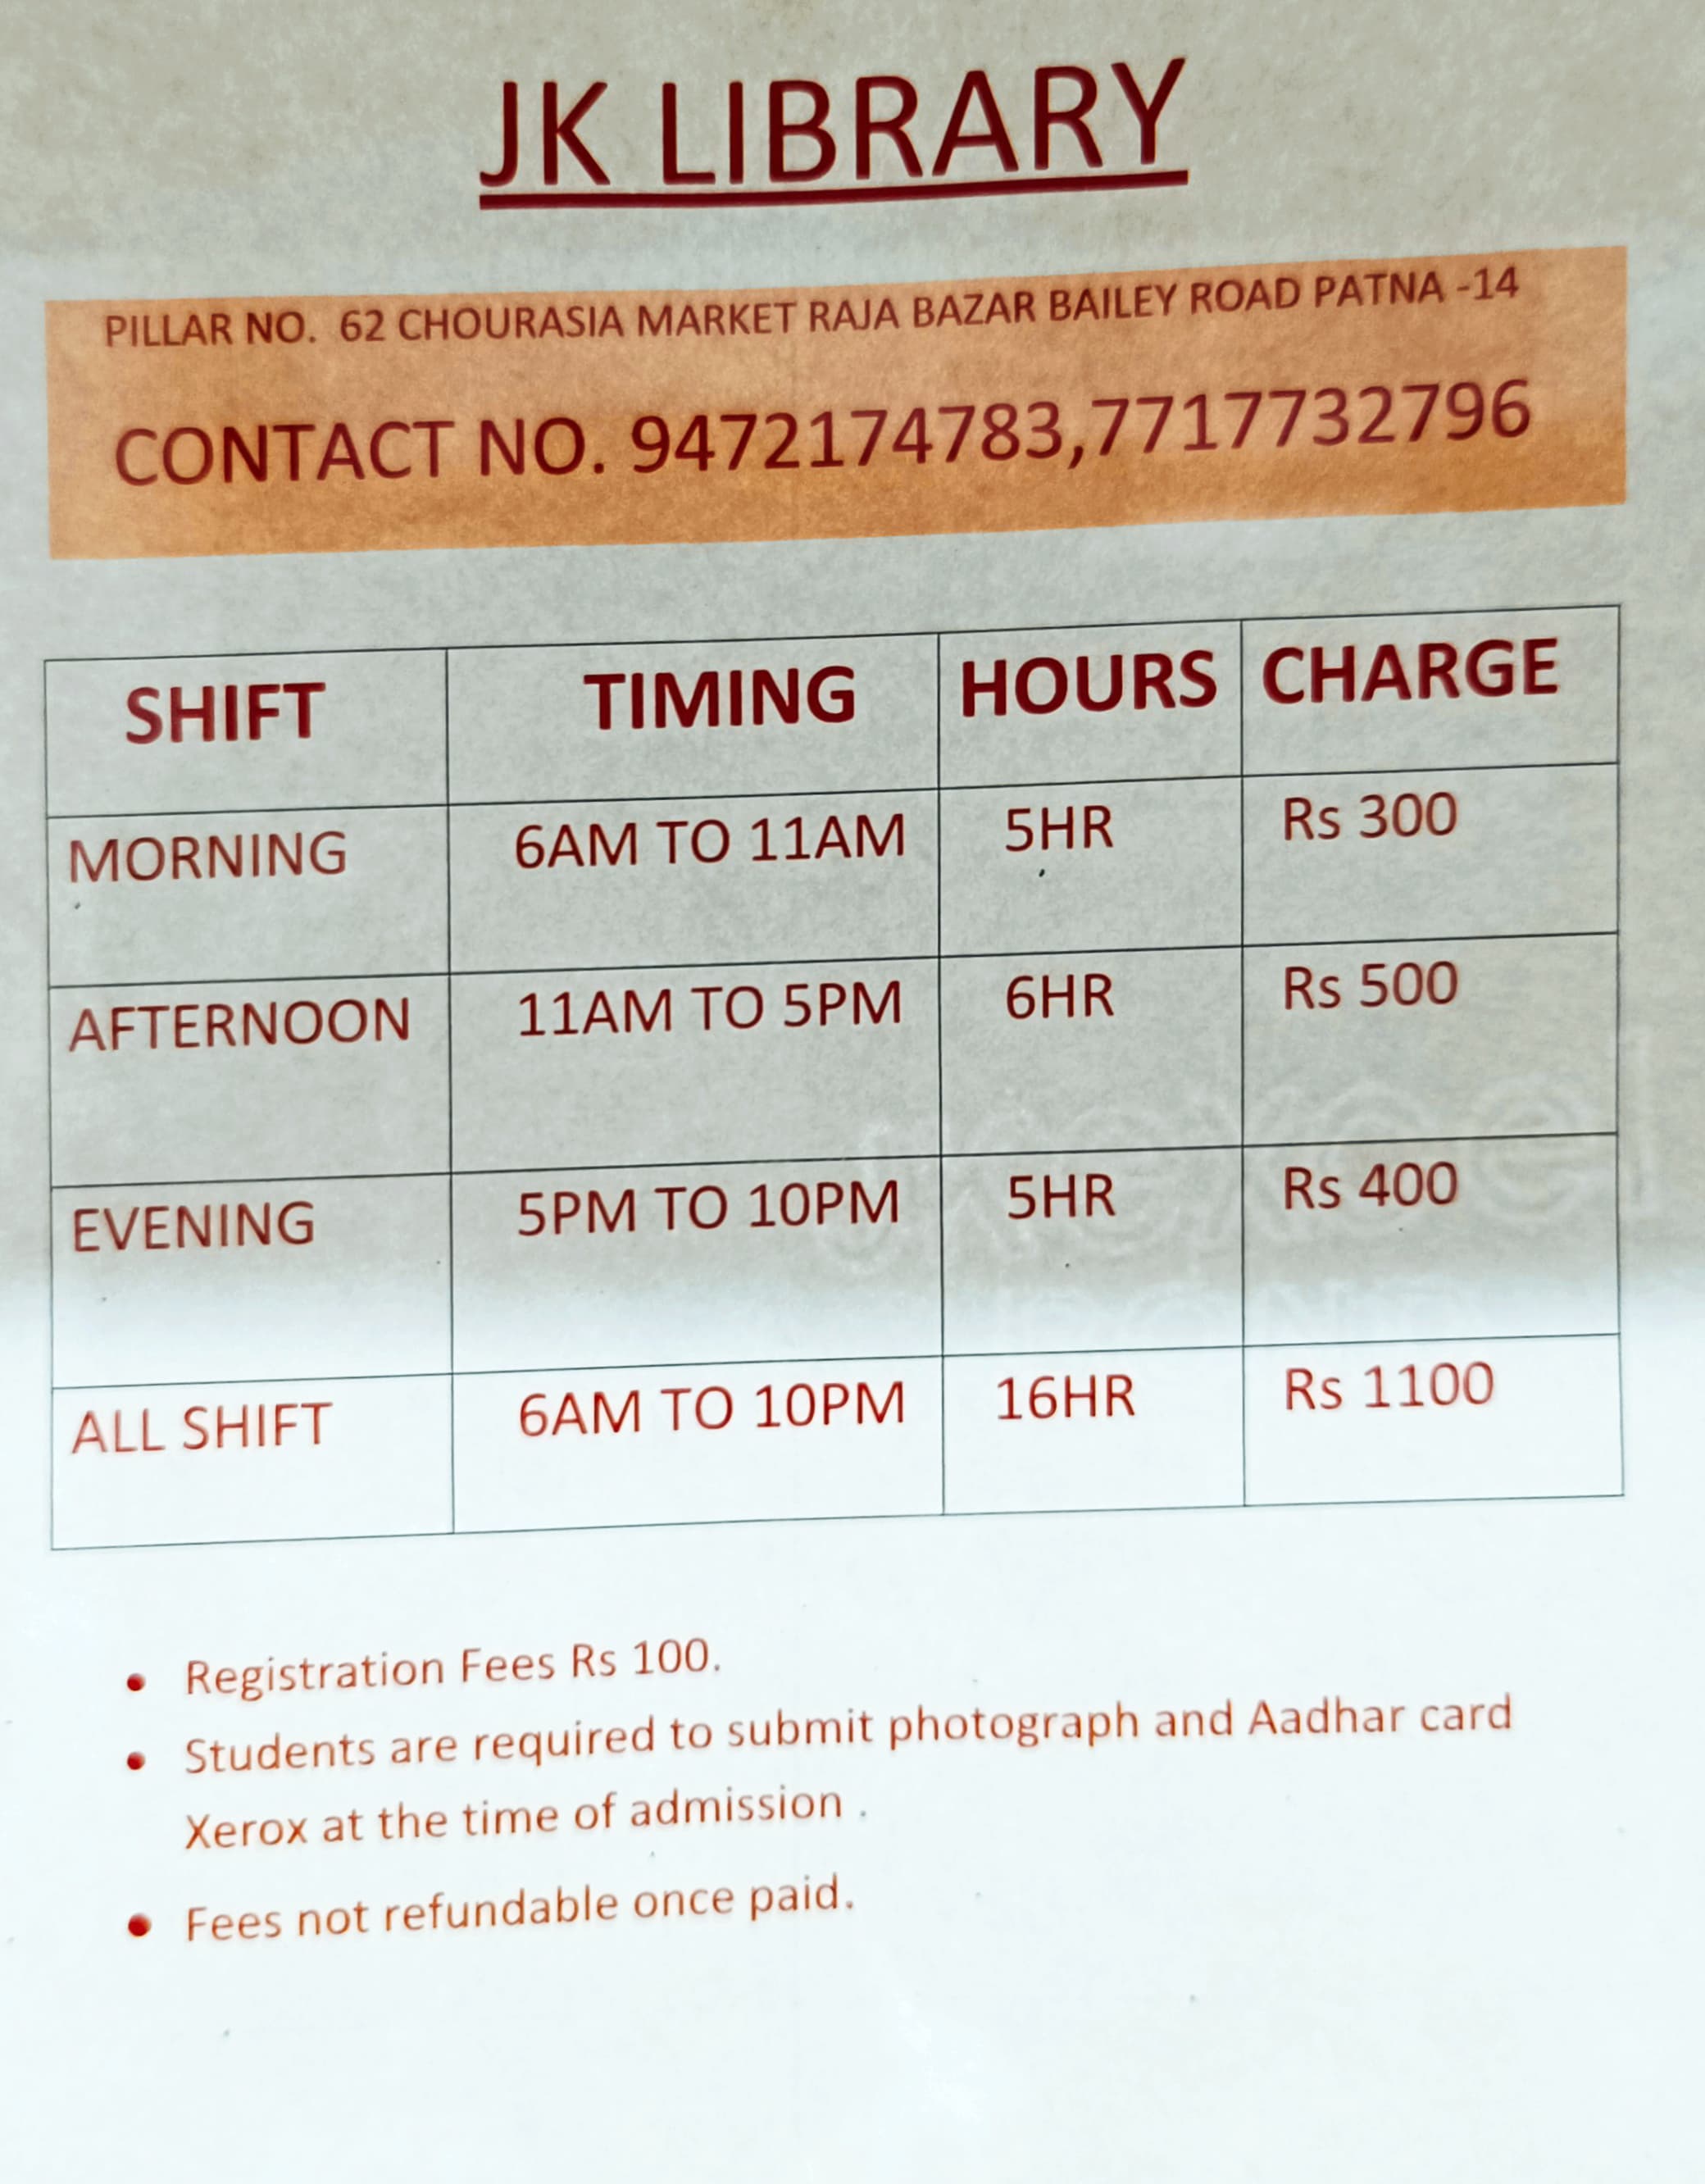 JK LIBRARY
PILLAR NO. 62 CHOURASIA MARKET RAJA BAZAR BAILEY ROAD PATNA -14
CONTACT NO. 9472174783,7717732796
SHIFT TIMING HOURS CHARGE
MORNING 6AM TO 11AM 5HR Rs 300
AFTERNOON 11AM TO 5PM 6HR Rs 500
EVENING 5PM TO 10PM 5HR Rs 400
ALL SHIFT 6AM TO 10PM 16HR Rs 1100
• Registration Fees Rs 100.
• Students are required to submit photograph and Aadhar card
Xerox at the time of admission .
• Fees not refundable once paid.